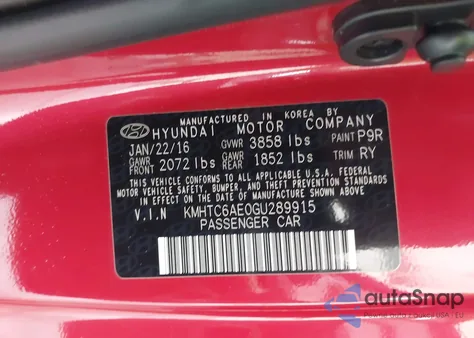 MANUFACTURED IN KOREA BY
HYUNDAI MOTOR COMPANY
JAN/22/16 GVWR 3858 lbs PAINT P9R
GAWR FRONT 2072 lbs GAWR REAR 1852 lbs TRIM RY
THIS VEHICLE CONFORMS TO ALL APPLICABLE U.S. FEDERAL
MOTOR VEHICLE SAFETY, BUMPER, AND THEFT PREVENTION
STANDARDS IN EFFECT ON THE DATE OF MANUFACTURE
SHOWN ABOVE.
V.I.N KMHTC6AE0GU289915
PASSENGER CAR
autoSnap